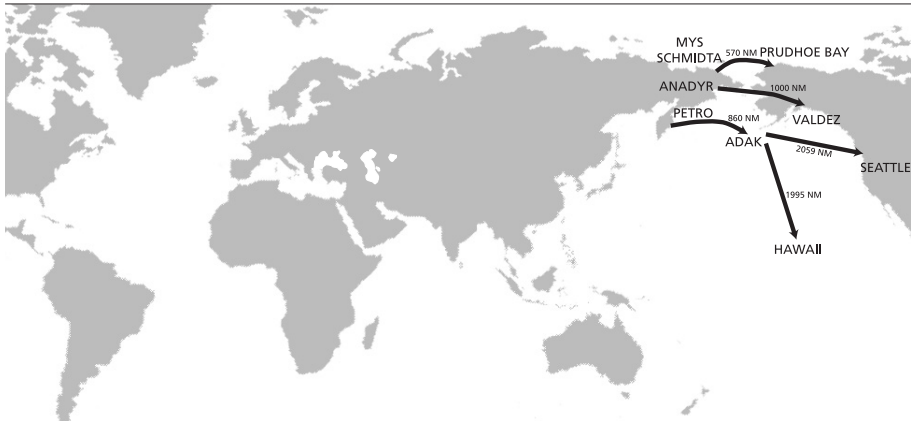 MYS
SCHMIDTA
570 NM
PRUDHOE BAY
ANADYR
1000 NM
VALDEZ
PETRO
860 NM
ADAK
2059 NM
SEATTLE
1995 NM
HAWAII